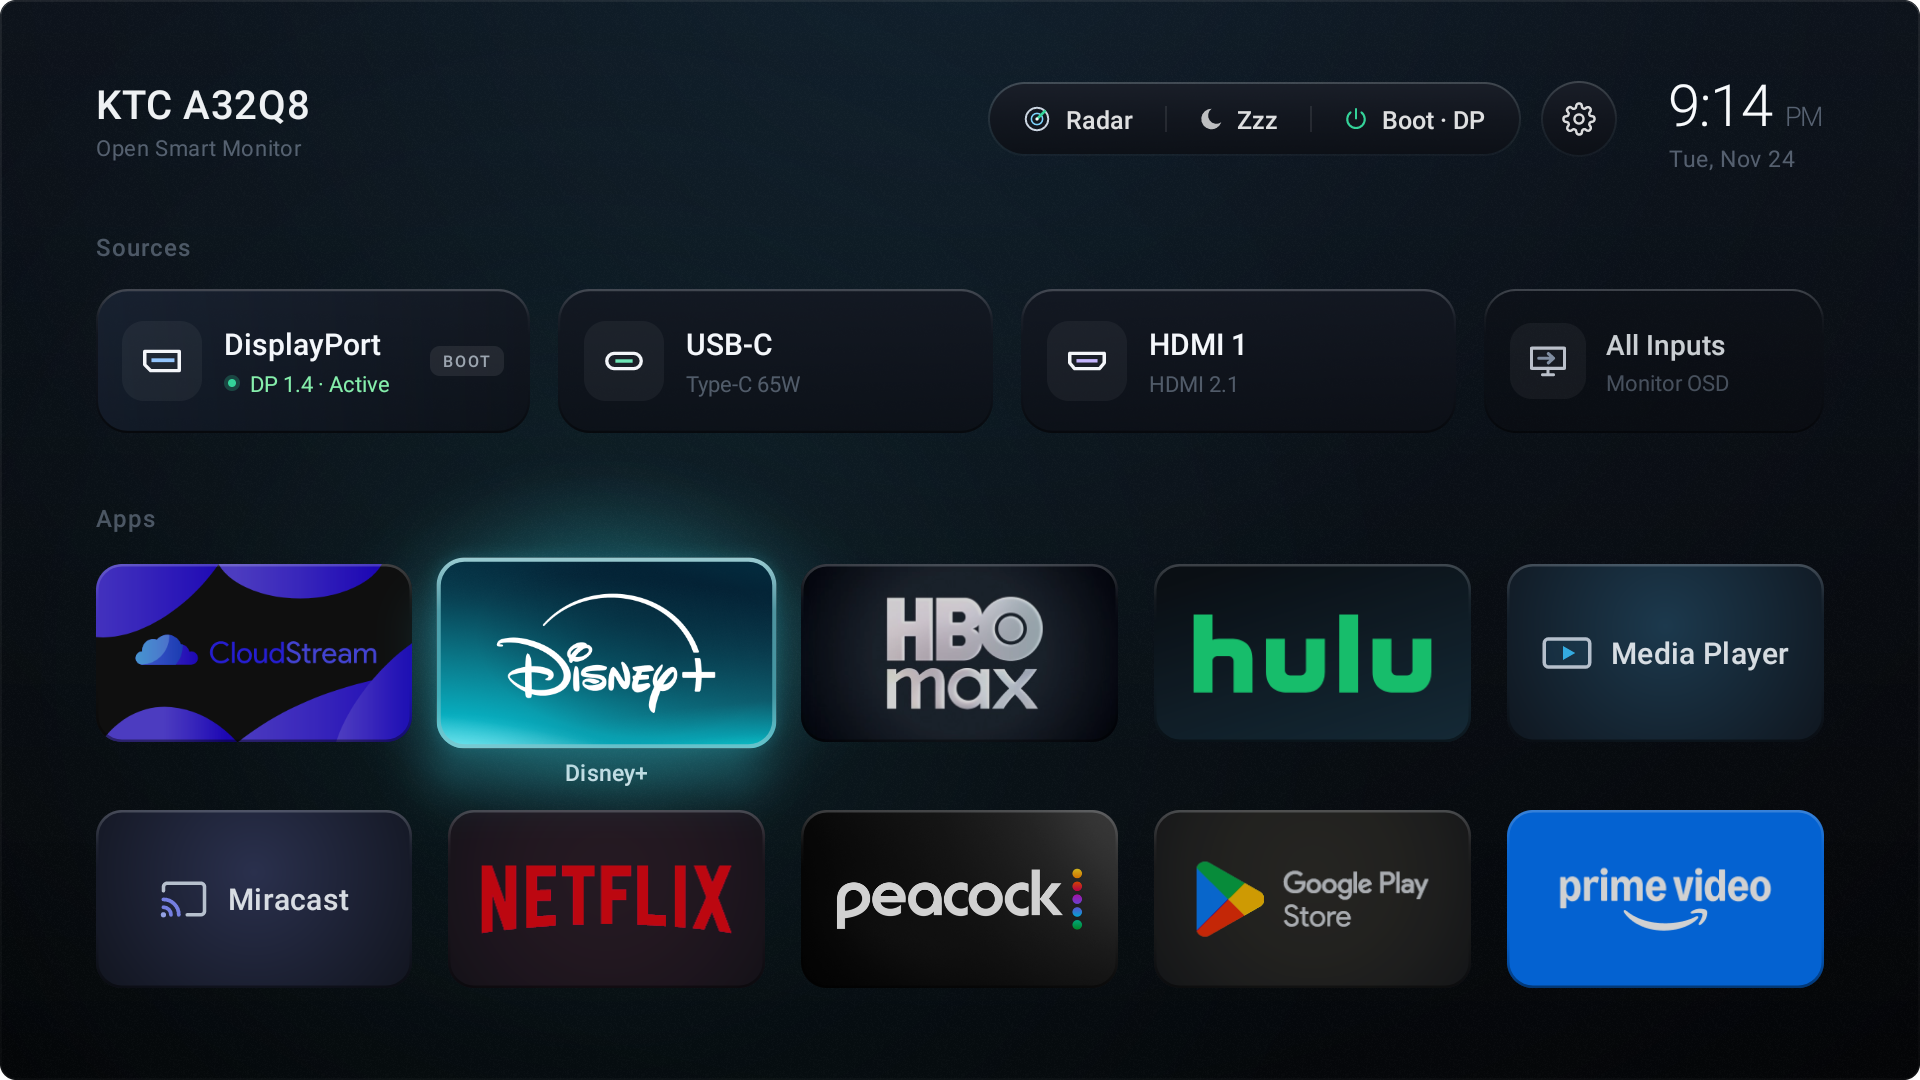 KTC A32Q8
Open Smart Monitor
Radar
Zzz
Boot · DP
9:14 PM
Tue, Nov 24
Sources
DisplayPort
DP 1.4 · Active
BOOT
USB-C
Type-C 65W
HDMI 1
HDMI 2.1
All Inputs
Monitor OSD
Apps
CloudStream
Disney+
HBO
max
hulu
Media Player
Disney+
Miracast
NETFLIX
peacock
Google Play
Store
prime video